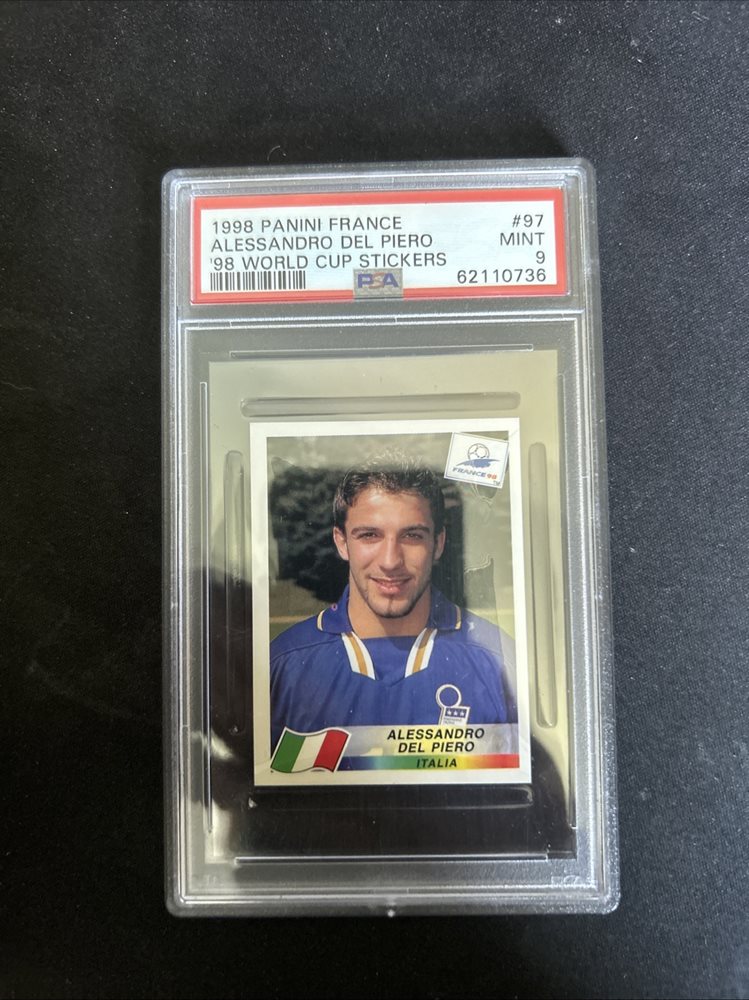 1998 PANINI FRANCE #97
ALESSANDRO DEL PIERO MINT
'98 WORLD CUP STICKERS 9
PSA 62110736
FRANCE 98
TM
ALESSANDRO
DEL PIERO
ITALIA